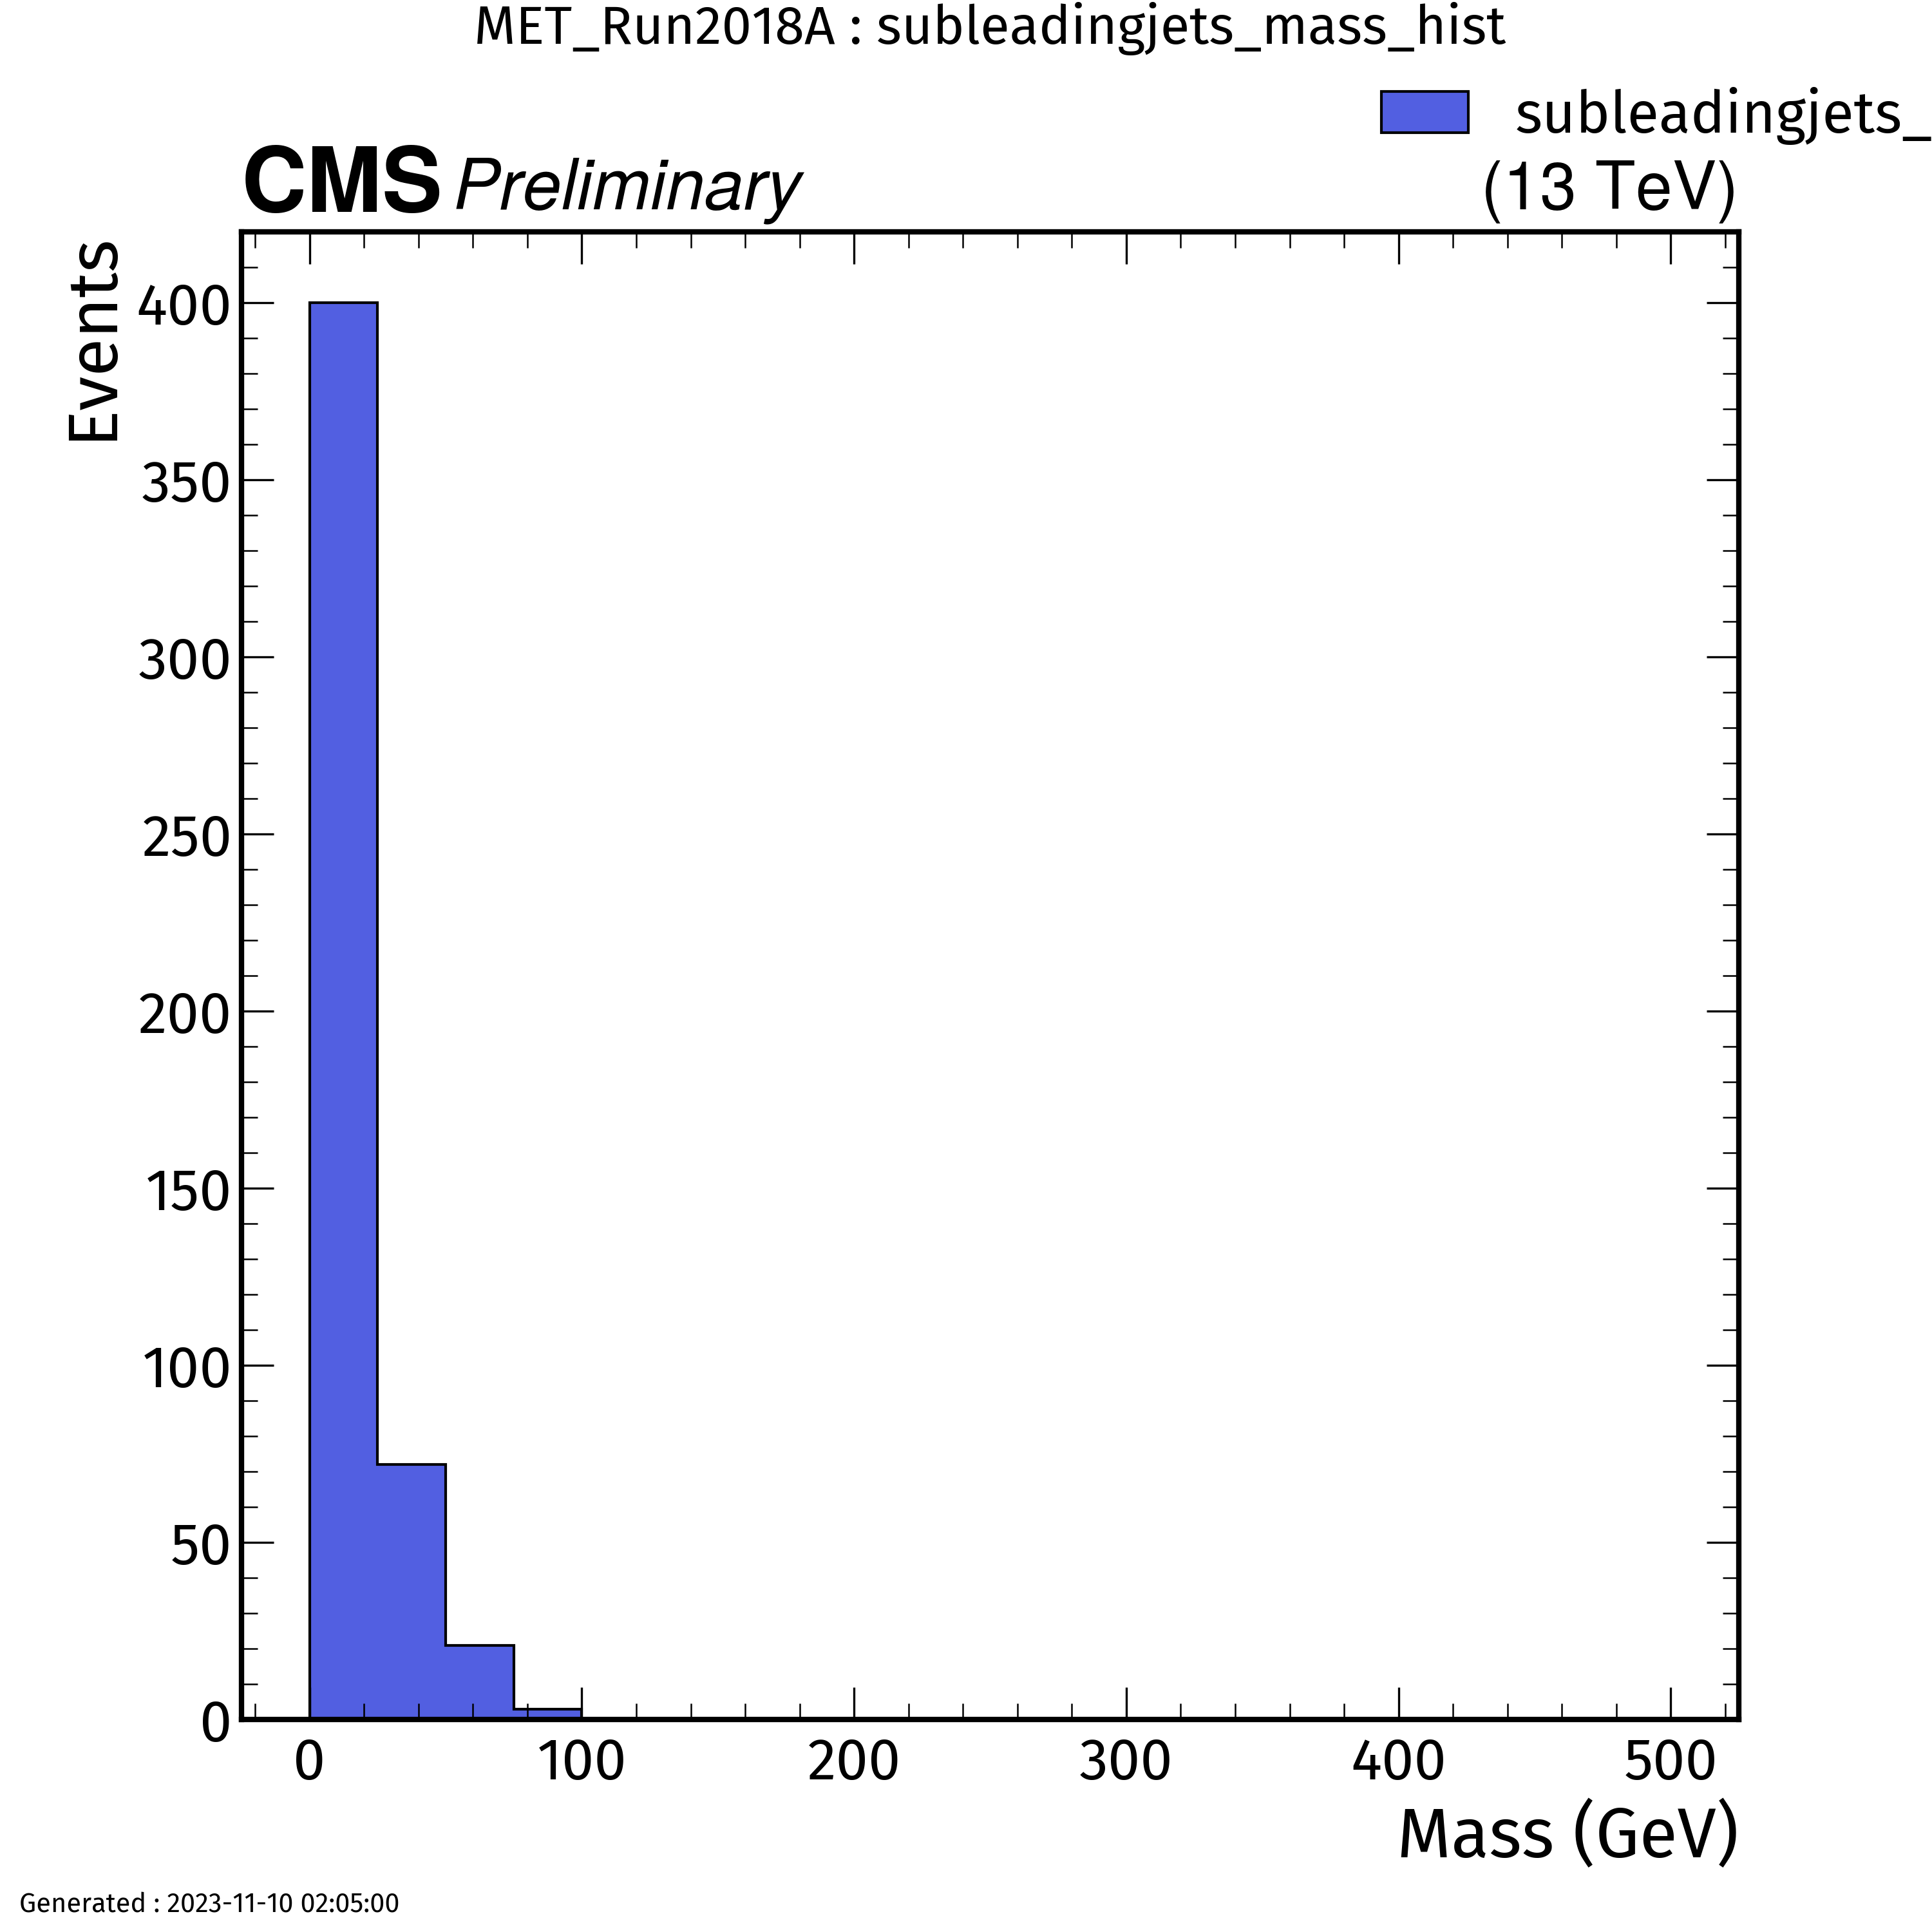 MET_Run2018A : subleadingjets_mass_hist
subleadingjets_
CMS Preliminary
(13 TeV)
Events
400
350
300
250
200
150
100
50
0
0 100 200 300 400 500
Mass (GeV)
Generated : 2023-11-10 02:05:00